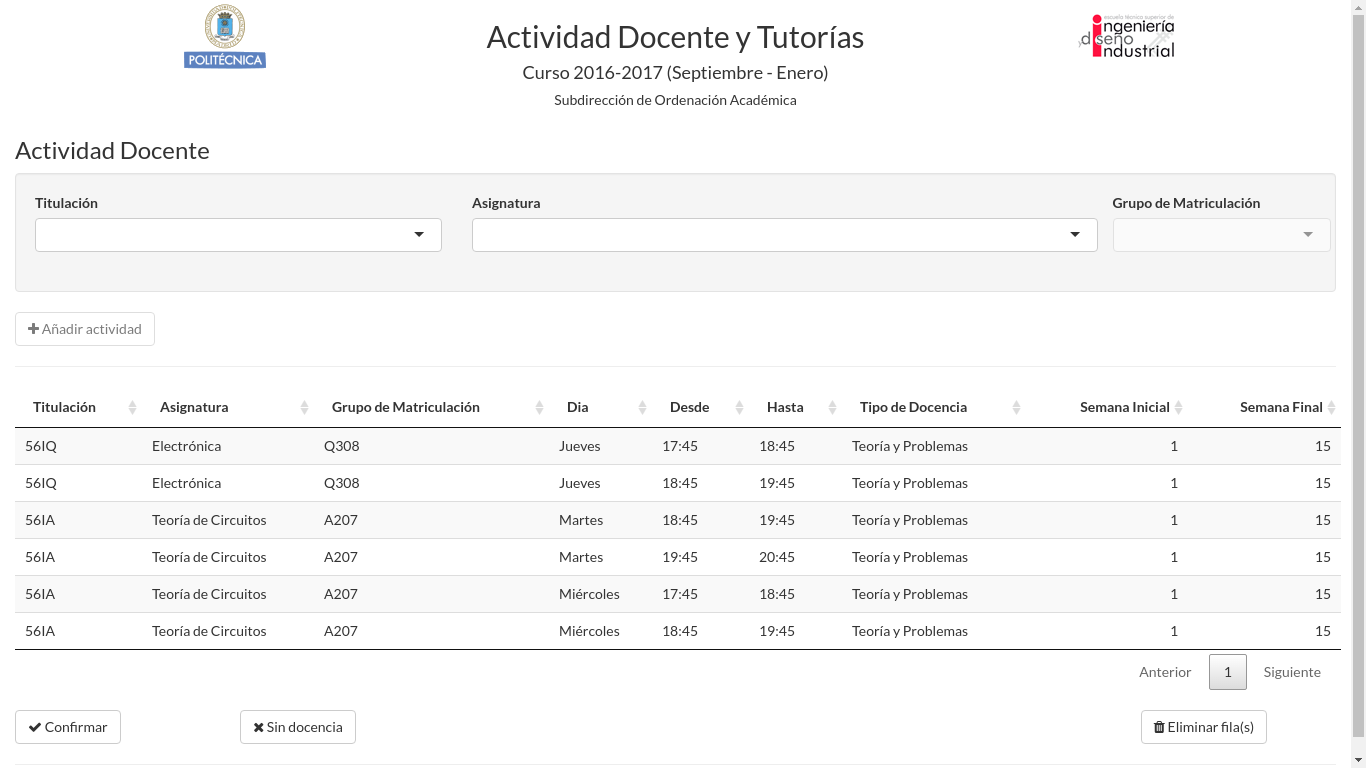 POLITÉCNICA
Actividad Docente y Tutorías
escuela técnica superior de
ingeniería
y diseño
industrial
Curso 2016-2017 (Septiembre - Enero)
Subdirección de Ordenación Académica
Actividad Docente
Titulación Asignatura Grupo de Matriculación
Añadir actividad
Titulación Asignatura Grupo de Matriculación Dia Desde Hasta Tipo de Docencia Semana Inicial Semana Final
56IQ Electrónica Q308 Jueves 17:45 18:45 Teoría y Problemas 1 15
56IQ Electrónica Q308 Jueves 18:45 19:45 Teoría y Problemas 1 15
56IA Teoría de Circuitos A207 Martes 18:45 19:45 Teoría y Problemas 1 15
56IA Teoría de Circuitos A207 Martes 19:45 20:45 Teoría y Problemas 1 15
56IA Teoría de Circuitos A207 Miércoles 17:45 18:45 Teoría y Problemas 1 15
56IA Teoría de Circuitos A207 Miércoles 18:45 19:45 Teoría y Problemas 1 15
Anterior 1 Siguiente
Confirmar Sin docencia Eliminar fila(s)